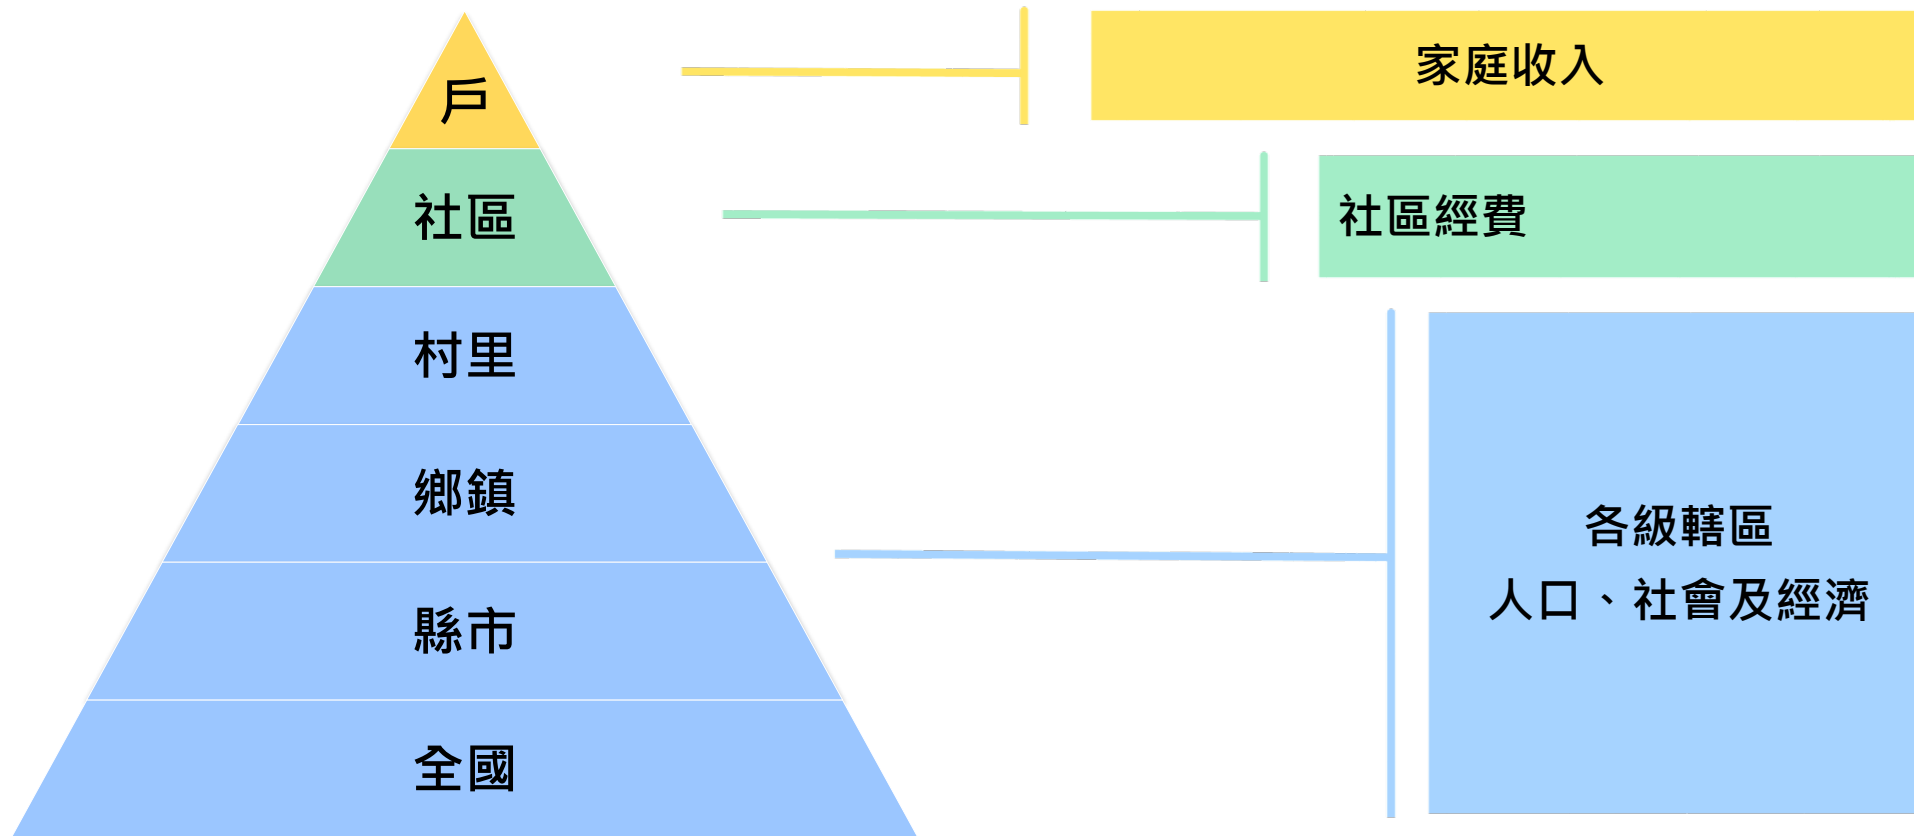 戶
家庭收入
社區
社區經費
村里
鄉鎮
縣市
全國
各級轄區
人口、社會及經濟